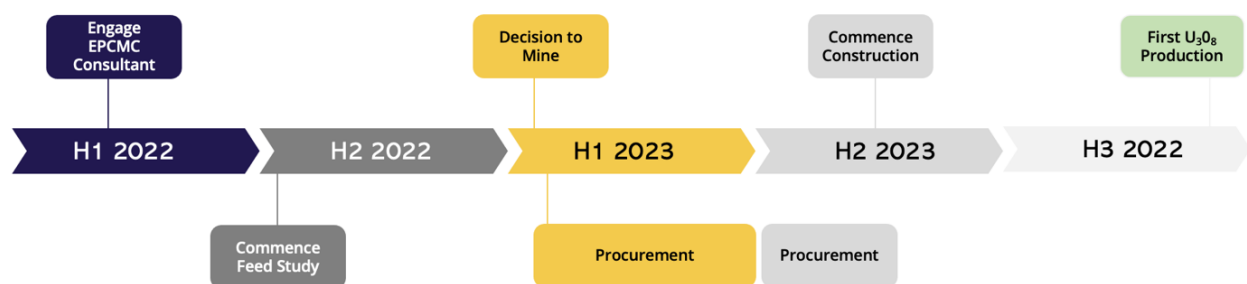 Engage
EPCMC
Consultant
Decision to
Mine
Commence
Construction
First U₃0₈
Production
H1 2022
H2 2022
H1 2023
H2 2023
H3 2022
Commence
Feed Study
Procurement
Procurement